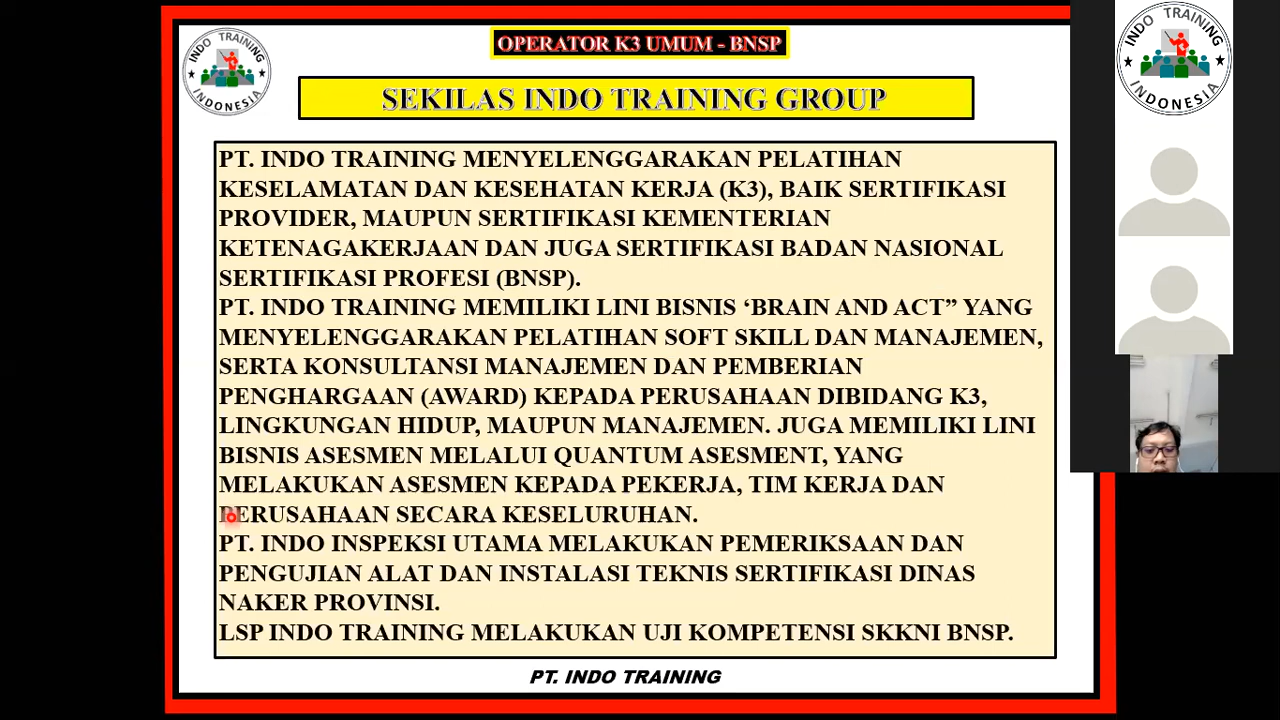 INDO TRAINING
INDONESIA
OPERATOR K3 UMUM - BNSP
SEKILAS INDO TRAINING GROUP
PT. INDO TRAINING MENYELENGGARAKAN PELATIHAN
KESELAMATAN DAN KESEHATAN KERJA (K3), BAIK SERTIFIKASI
PROVIDER, MAUPUN SERTIFIKASI KEMENTERIAN
KETENAGAKERJAAN DAN JUGA SERTIFIKASI BADAN NASIONAL
SERTIFIKASI PROFESI (BNSP).
PT. INDO TRAINING MEMILIKI LINI BISNIS ‘BRAIN AND ACT” YANG
MENYELENGGARAKAN PELATIHAN SOFT SKILL DAN MANAJEMEN,
SERTA KONSULTANSI MANAJEMEN DAN PEMBERIAN
PENGHARGAAN (AWARD) KEPADA PERUSAHAAN DIBIDANG K3,
LINGKUNGAN HIDUP, MAUPUN MANAJEMEN. JUGA MEMILIKI LINI
BISNIS ASESMEN MELALUI QUANTUM ASESMENT, YANG
MELAKUKAN ASESMEN KEPADA PEKERJA, TIM KERJA DAN
PERUSAHAAN SECARA KESELURUHAN.
PT. INDO INSPEKSI UTAMA MELAKUKAN PEMERIKSAAN DAN
PENGUJIAN ALAT DAN INSTALASI TEKNIS SERTIFIKASI DINAS
NAKER PROVINSI.
LSP INDO TRAINING MELAKUKAN UJI KOMPETENSI SKKNI BNSP.
PT. INDO TRAINING
INDO TRAINING
INDONESIA